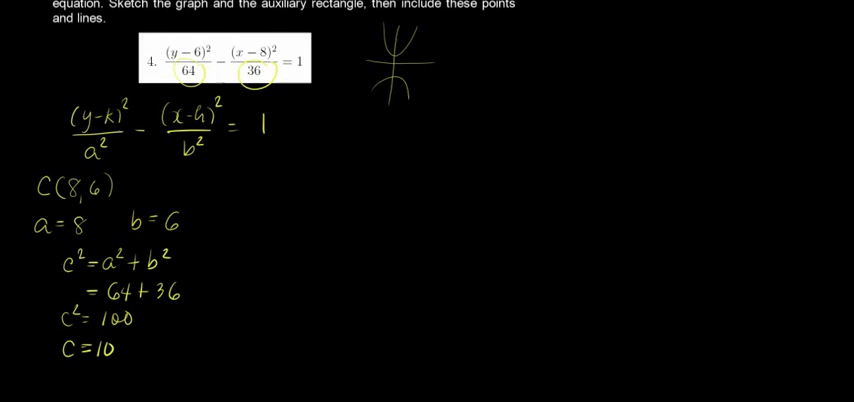 equation. Sketch the graph and the auxiliary rectangle, then include these points
and lines.
4. (y − 6)²/64 − (x − 8)²/36 = 1
(y-k)²/a² - (x-h)²/b² = 1
C(8,6)
a=8 b=6
c²=a²+b²
= 64+36
c²= 100
c=10